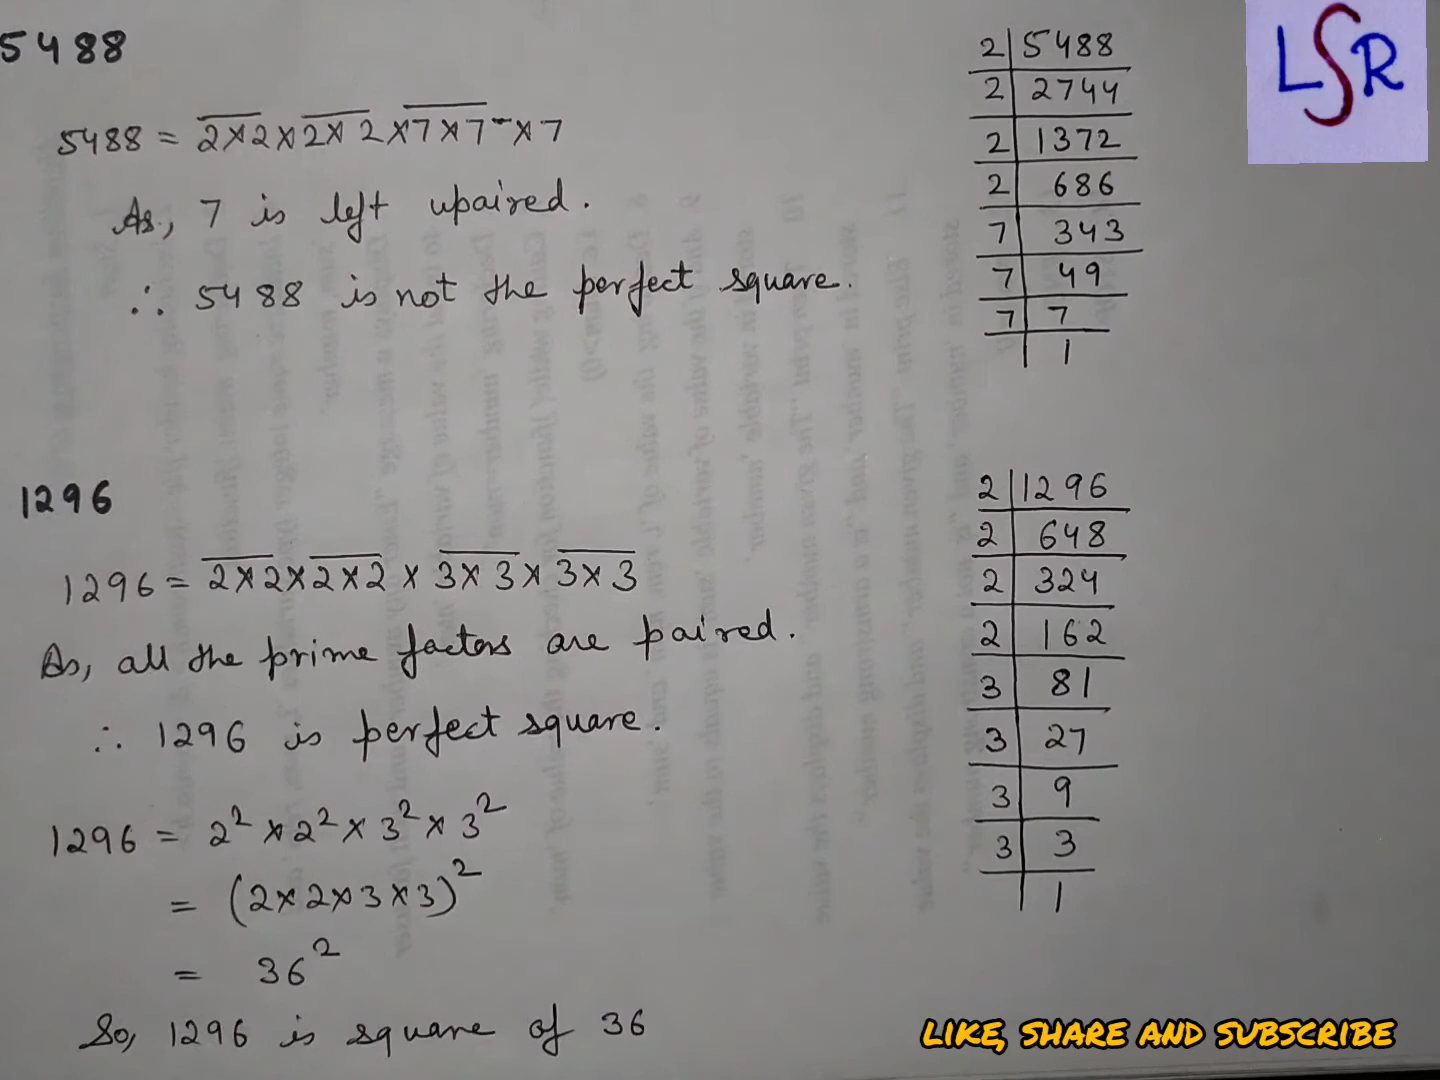 5488
5488 = 2×2×2×2×7×7×7
As, 7 is left upaired.
∴ 5488 is not the perfect square.
2 5488
2 2744
2 1372
2 686
7 343
7 49
7 7
1
LSR
1296
1296 = 2×2×2×2×3×3×3×3
As, all the prime factors are paired.
∴ 1296 is perfect square.
1296 = 2² × 2² × 3² × 3²
= (2×2×3×3)²
= 36²
So, 1296 is square of 36
2 1296
2 648
2 324
2 162
3 81
3 27
3 9
3 3
1
LIKE, SHARE AND SUBSCRIBE